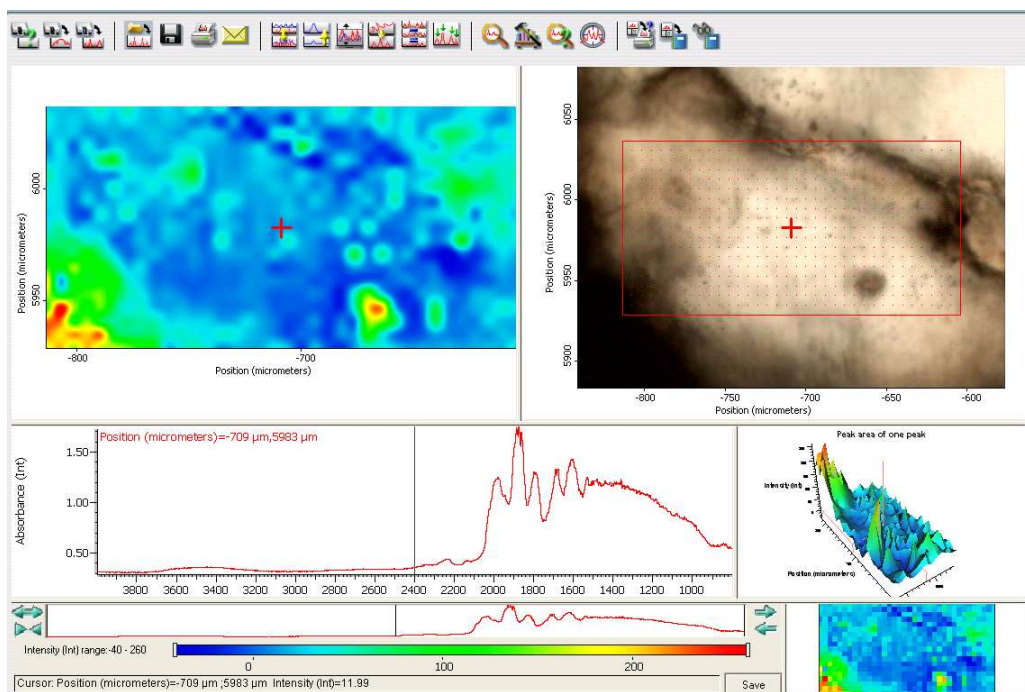 6000
5950
Position (micrometers)
-800
-700
Position (micrometers)
6050
6000
5950
5900
Position (micrometers)
-800
-750
-700
-650
-600
Position (micrometers)
Position (micrometers)=-709 µm,5983 µm
1.50
1.00
0.50
Absorbance (Int)
3800 3600 3400 3200 3000 2800 2600 2400 2200 2000 1800 1600 1400 1200 1000
Peak area of one peak
Intensity (Int)
Position (micrometers)
Intensity (Int) range:-40 - 260
0 100 200
Cursor: Position (micrometers)=-709 µm ;5983 µm Intensity (Int)=11.99
Save